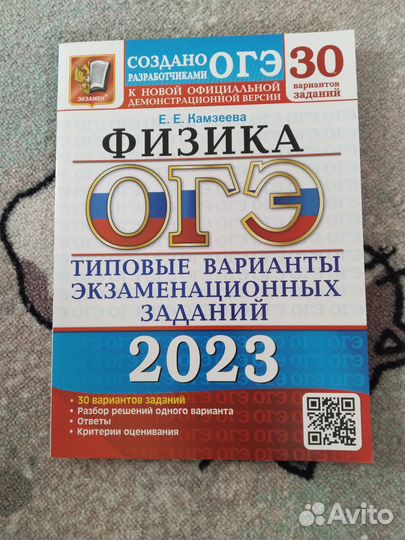 СОЗДАНО
РАЗРАБОТЧИКАМИ ОГЭ
К НОВОЙ ОФИЦИАЛЬНОЙ
ДЕМОНСТРАЦИОННОЙ ВЕРСИИ
30
вариантов
заданий
ЭКЗАМЕН
Е. Е. Камзеева
ФИЗИКА
ОГЭ
ТИПОВЫЕ ВАРИАНТЫ
ЭКЗАМЕНАЦИОННЫХ
ЗАДАНИЙ
2023
• 30 вариантов заданий
• Разбор решений одного варианта
• Ответы
• Критерии оценивания
Avito